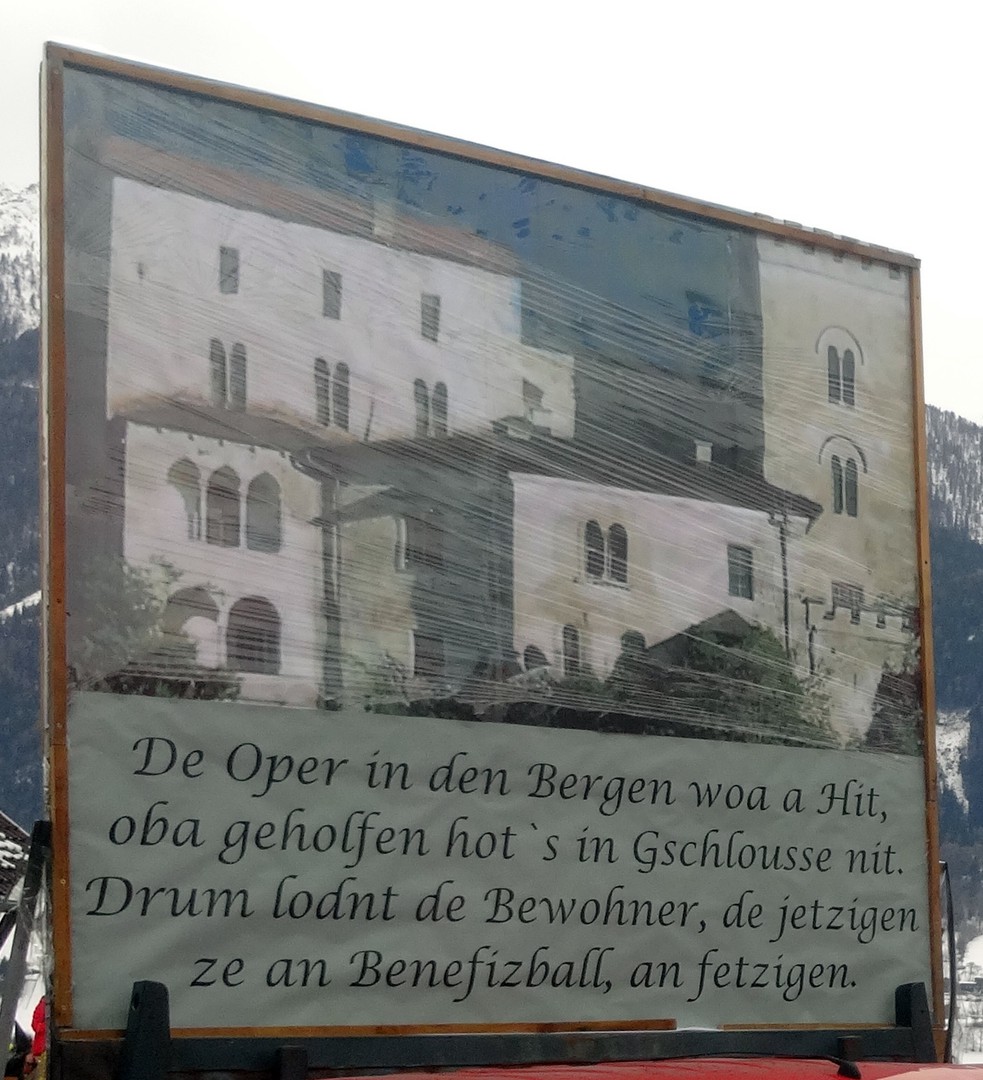 De Oper in den Bergen woa a Hit,
oba geholfen hot`s in Gschlousse nit.
Drum lodnt de Bewohner, de jetzigen
ze an Benefizball, an fetzigen.